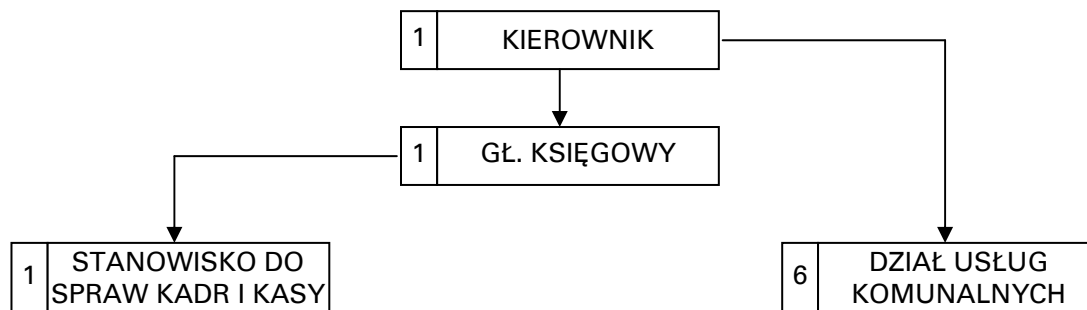 1 KIEROWNIK
1 GŁ. KSIĘGOWY
1 STANOWISKO DO
SPRAW KADR I KASY
6 DZIAŁ USŁUG
KOMUNALNYCH